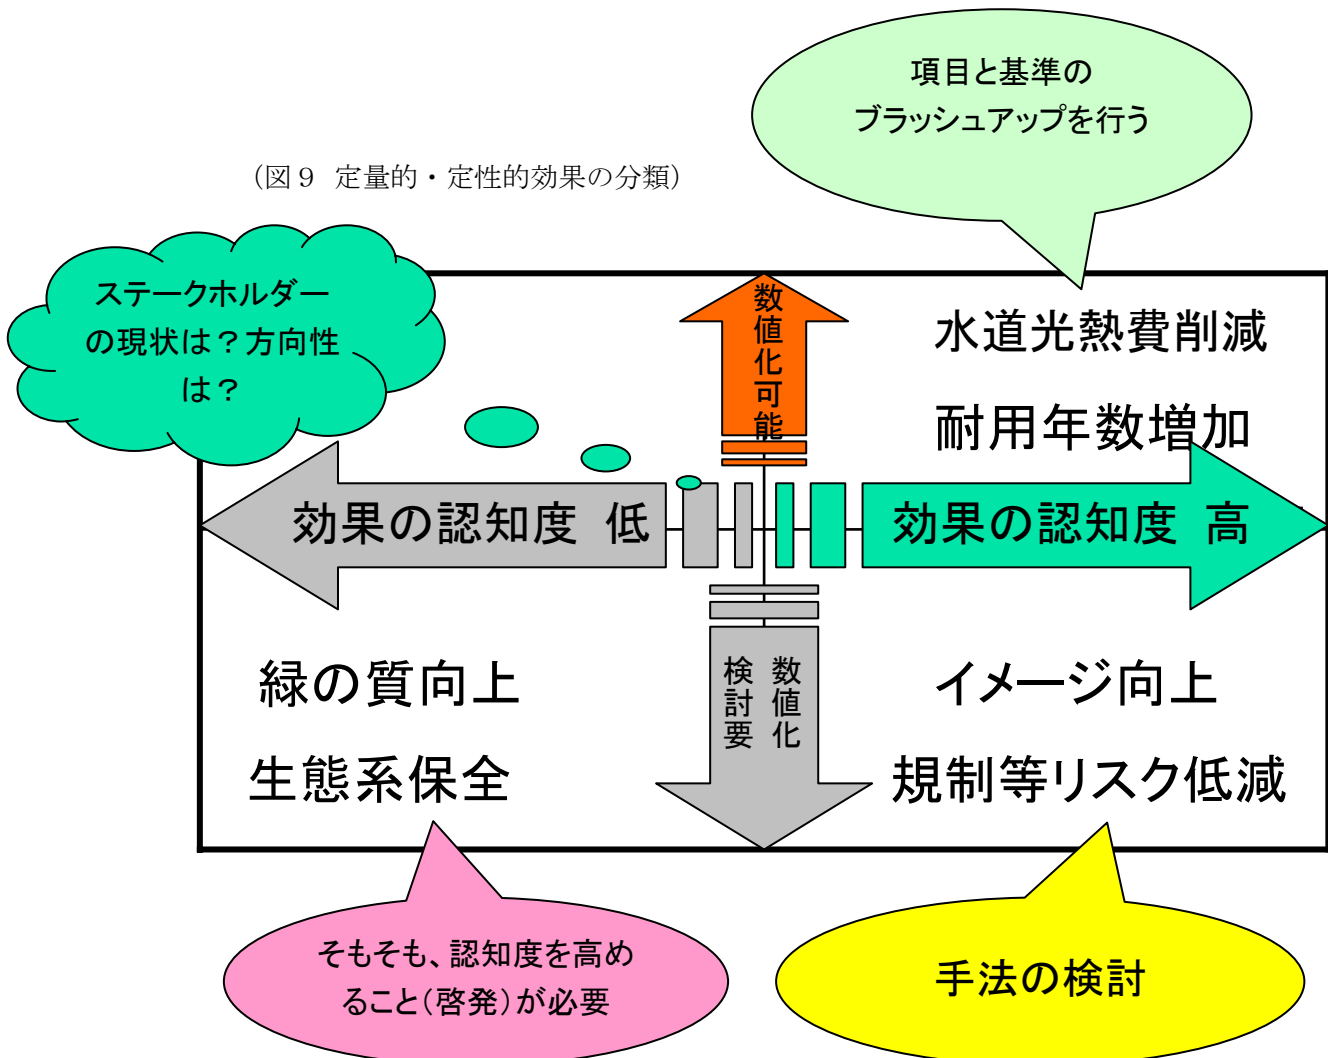 項目と基準の
ブラッシュアップを行う
（図９ 定量的・定性的効果の分類）
ステークホルダー
の現状は？方向性
は？
数値化可能
水道光熱費削減
耐用年数増加
効果の認知度 低
効果の認知度 高
数値化
検討要
緑の質向上
生態系保全
イメージ向上
規制等リスク低減
そもそも、認知度を高め
ること（啓発）が必要
手法の検討